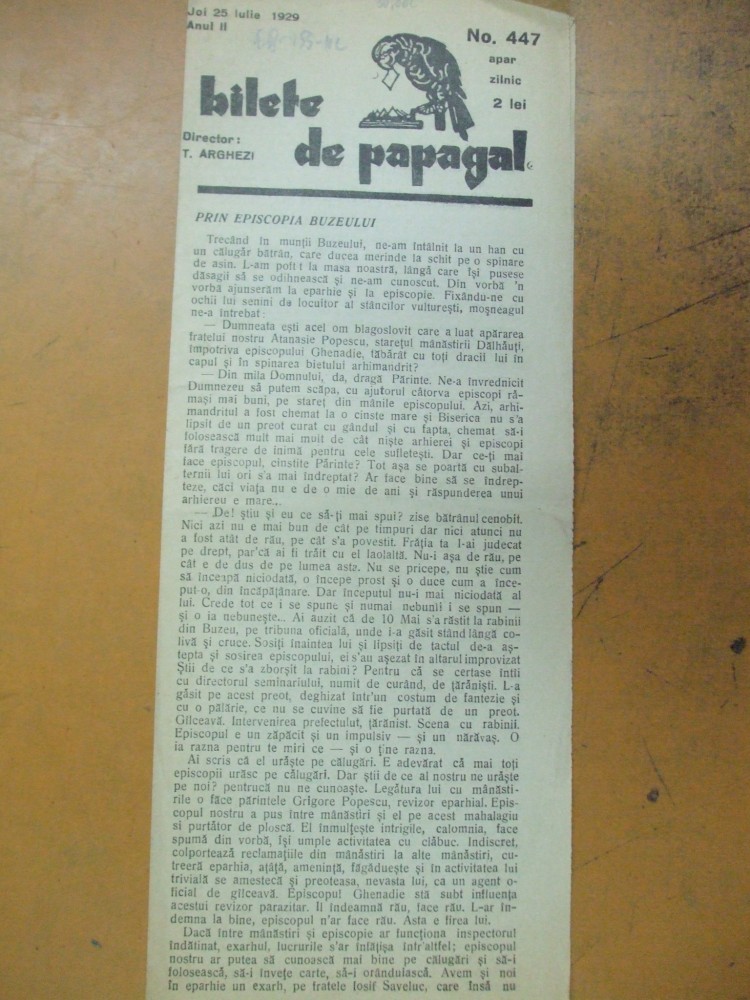 Joi 25 Iulie 1929
Anul II
No. 447
apar
zilnic
2 lei
bilete
de papagal
Director:
T. ARGHEZI
PRIN EPISCOPIA BUZEULUI
Trecând în munții Buzeului, ne-am întâlnit la un han cu
un călugăr bătrân, care ducea merinde la schit pe o spinare
de asin. L-am poftit la masa noastră, lângă care își pusese
dăsagii să se odihnească și ne-am cunoscut. Din vorbă 'n
vorbă ajunserăm la eparhie și la episcopie. Fixându-ne cu
ochii lui senini de locuitor al stâncilor vulturești, moșneagul
ne-a întrebat:
— Dumneata ești acel om blagoslovit care a luat apărarea
fratelui nostru Atanasie Popescu, starețul mânăstirii Dălhăuți,
împotriva episcopului Ghenadie, tăbărât cu toți dracii lui în
capul și în spinarea bietului arhimandrit?
— Din mila Domnului, da, dragă Părinte. Ne-a învrednicit
Dumnezeu să putem scăpa, cu ajutorul câtorva episcopi ră-
mași mai buni, pe stareț din mânile episcopului. Azi, arhi-
mandritul a fost chemat la o cinste mare și Biserica nu s'a
lipsit de un preot curat cu gândul și cu fapta, chemat să-i
folosească mult mai mult de cât niște arhierei și episcopi
fără tragere de inimă pentru cele sufletești. Dar ce-ți mai
face episcopul, cinstite Părinte? Tot așa se poartă cu subal-
ternii lui ori s'a mai îndreptat? Ar face bine să se îndrep-
teze, căci viața nu e de o mie de ani și răspunderea unui
arhiereu e mare...
— De! știu și eu ce să-ți mai spui? zise bătrânul cenobit.
Nici azi nu e mai bun de cât pe timpuri dar nici atunci nu
a fost atât de rău, pe cât s'a povestit. Frăția ta l-ai judecat
pe drept, par'că ai fi trăit cu el laolaltă. Nu-i așa de rău, pe
cât e de dus de pe lumea asta. Nu se pricepe, nu știe cum
să înceapă niciodată, o începe prost și o duce cum a înce-
put-o, din încăpățânare. Dar începutul nu-i mai niciodată al
lui. Crede tot ce i se spune și numai nebunii i se spun —
și o ia nebunește... Ai auzit că de 10 Mai s'a răstit la rabinii
din Buzeu, pe tribuna oficială, unde i-a găsit stând lângă co-
livă și cruce. Sosiți înaintea lui și lipsiți de tactul de-a aș-
tepta și sosirea episcopului, ei s'au așezat în altarul improvizat
Știi de ce s'a zborșit la rabini? Pentru că se certase întîi
cu directorul seminariului, numit de curând, de țărăniști. L-a
găsit pe acest preot, deghizat într'un costum de fantezie și
cu o pălărie, ce nu se cuvine să fie purtată de un preot.
Gîlceavă. Intervenirea prefectului, țărănist. Scena cu rabinii.
Episcopul e un zăpăcit și un impulsiv — și un nărăvaș. O
ia razna pentru te miri ce — și o ține razna.
Ai scris că el urăște pe călugări. E adevărat că mai toți
episcopii urăsc pe călugări. Dar știi de ce al nostru ne urăște
pe noi? pentrucă nu ne cunoaște. Legătura lui cu mânăsti-
rile o face părintele Grigore Popescu, revizor eparhial. Epis-
copul nostru a pus între mânăstiri și el pe acest mahalagiu
si purtător de ploscă. El înmulțește intrigile, calomnia, face
spumă din vorbă, își umple activitatea cu clăbuc. Indiscret,
colportează reclamațiile din mânăstiri la alte mânăstiri, cu-
treeră eparhia, ațâță, amenință, făgăduește și în activitatea lui
trivială se amestecă și preoteasa, nevasta lui, ca un agent o-
ficial de gîlceavă. Episcopul Ghenadie stă subt influența
acestui revizor parazitar. Il îndeamnă rău, face rău. L-ar în-
demna la bine, episcopul n'ar face rău. Asta e firea lui.
Dacă între mânăstiri și episcopie ar funcționa inspectorul
îndătinat, exarhul, lucrurile s'ar înfățișa într'altfel; episcopul
nostru ar putea să cunoască mai bine pe călugări și să-i
folosească, să-i învețe carte, să-i orânduiască. Avem și noi
în eparhie un exarh, pe fratele Iosif Saveluc, care însă nu